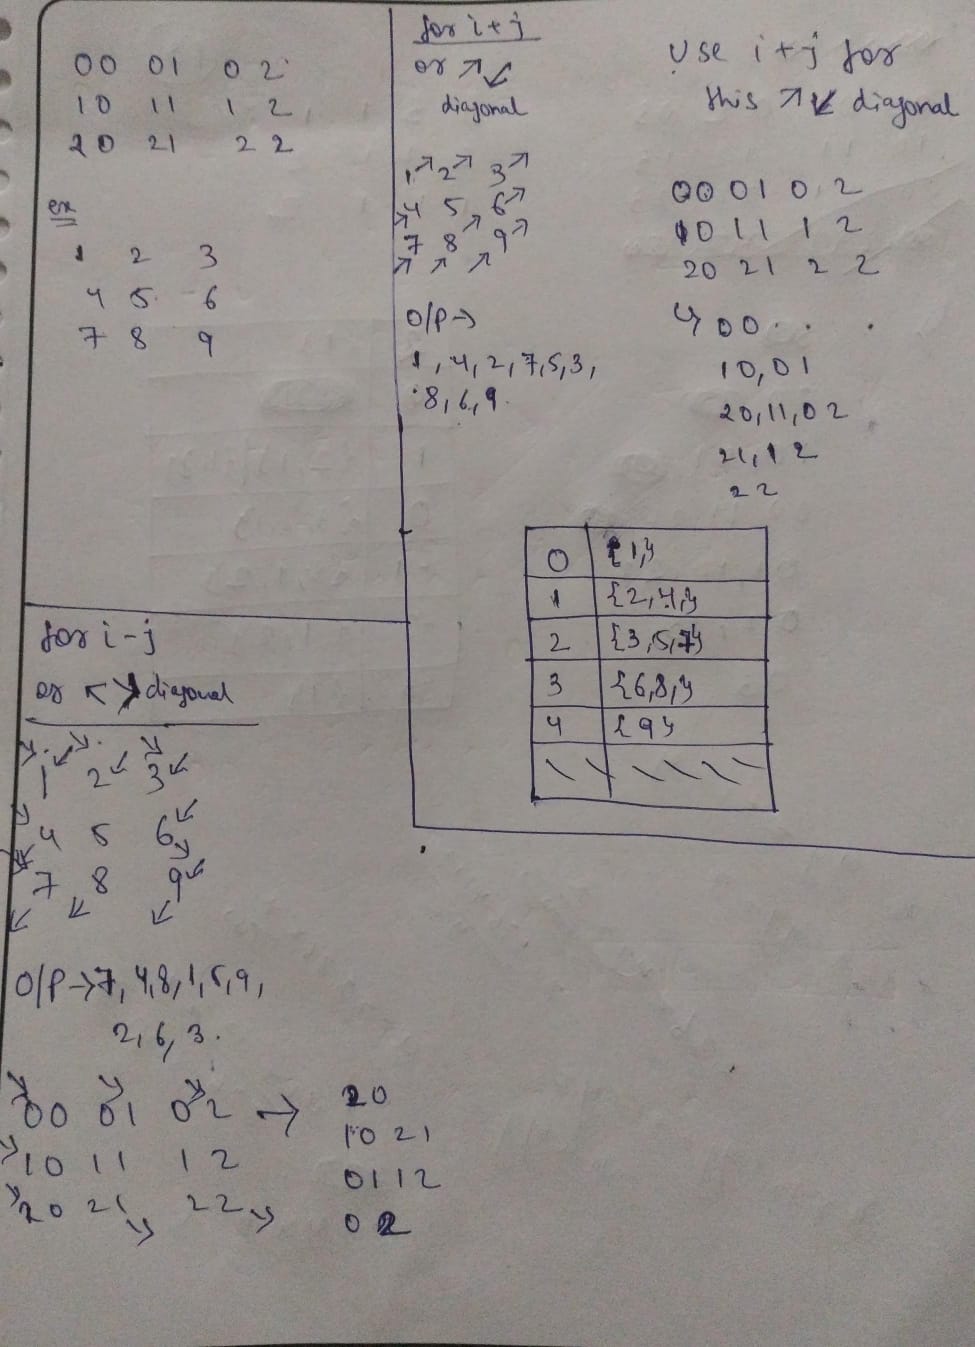 00 01 02
10 11 12
20 21 22
ex
1 2 3
4 5 6
7 8 9
for i+j
or ↗↙
diagonal
1 2 3
4 5 6
7 8 9
O/P →
1, 4, 2, 7, 5, 3,
8, 6, 9.
Use i+j for
this ↗↙ diagonal
00 01 02
10 11 12
20 21 22
↳ 00
10, 01
20, 11, 02
21, 12
22
0 {1,}
1 {2,4,}
2 {3,5,7}
3 {6,8,}
4 {9}
for i-j
or ↖↘ diagonal
1 2 3
4 5 6
7 8 9
O/P → 7, 4, 8, 1, 5, 9,
2, 6, 3.
00 01 02 → 20
10 11 12 10 21
20 21 22 01 12
02